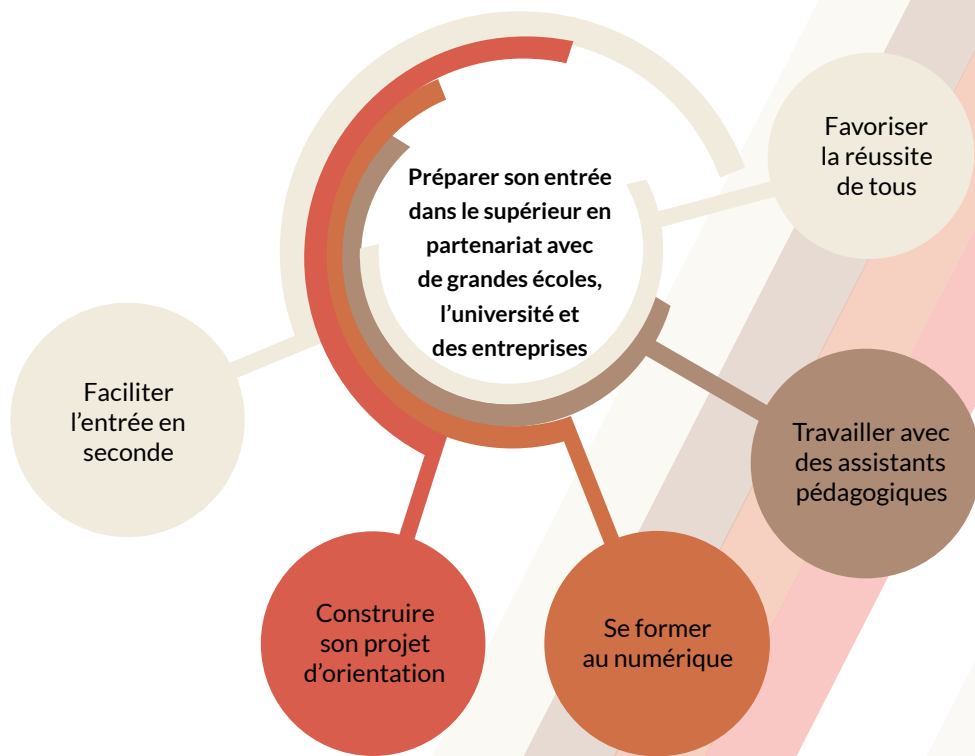 Préparer son entrée
dans le supérieur en
partenariat avec
de grandes écoles,
l’université et
des entreprises
Favoriser
la réussite
de tous
Faciliter
l’entrée en
seconde
Travailler avec
des assistants
pédagogiques
Construire
son projet
d’orientation
Se former
au numérique